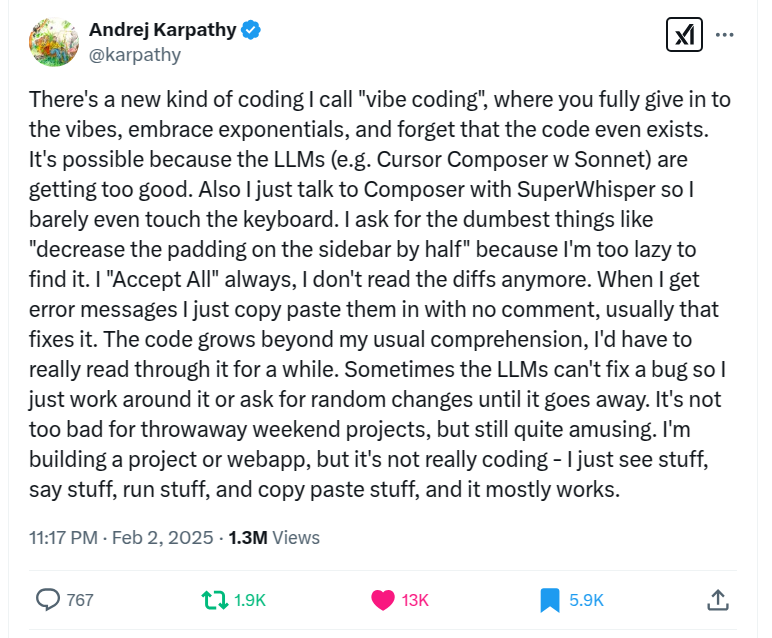 Andrej Karpathy
@karpathy
There's a new kind of coding I call "vibe coding", where you fully give in to
the vibes, embrace exponentials, and forget that the code even exists.
It's possible because the LLMs (e.g. Cursor Composer w Sonnet) are
getting too good. Also I just talk to Composer with SuperWhisper so I
barely even touch the keyboard. I ask for the dumbest things like
"decrease the padding on the sidebar by half" because I'm too lazy to
find it. I "Accept All" always, I don't read the diffs anymore. When I get
error messages I just copy paste them in with no comment, usually that
fixes it. The code grows beyond my usual comprehension, I'd have to
really read through it for a while. Sometimes the LLMs can't fix a bug so I
just work around it or ask for random changes until it goes away. It's not
too bad for throwaway weekend projects, but still quite amusing. I'm
building a project or webapp, but it's not really coding - I just see stuff,
say stuff, run stuff, and copy paste stuff, and it mostly works.
11:17 PM · Feb 2, 2025 · 1.3M Views
767 1.9K 13K 5.9K